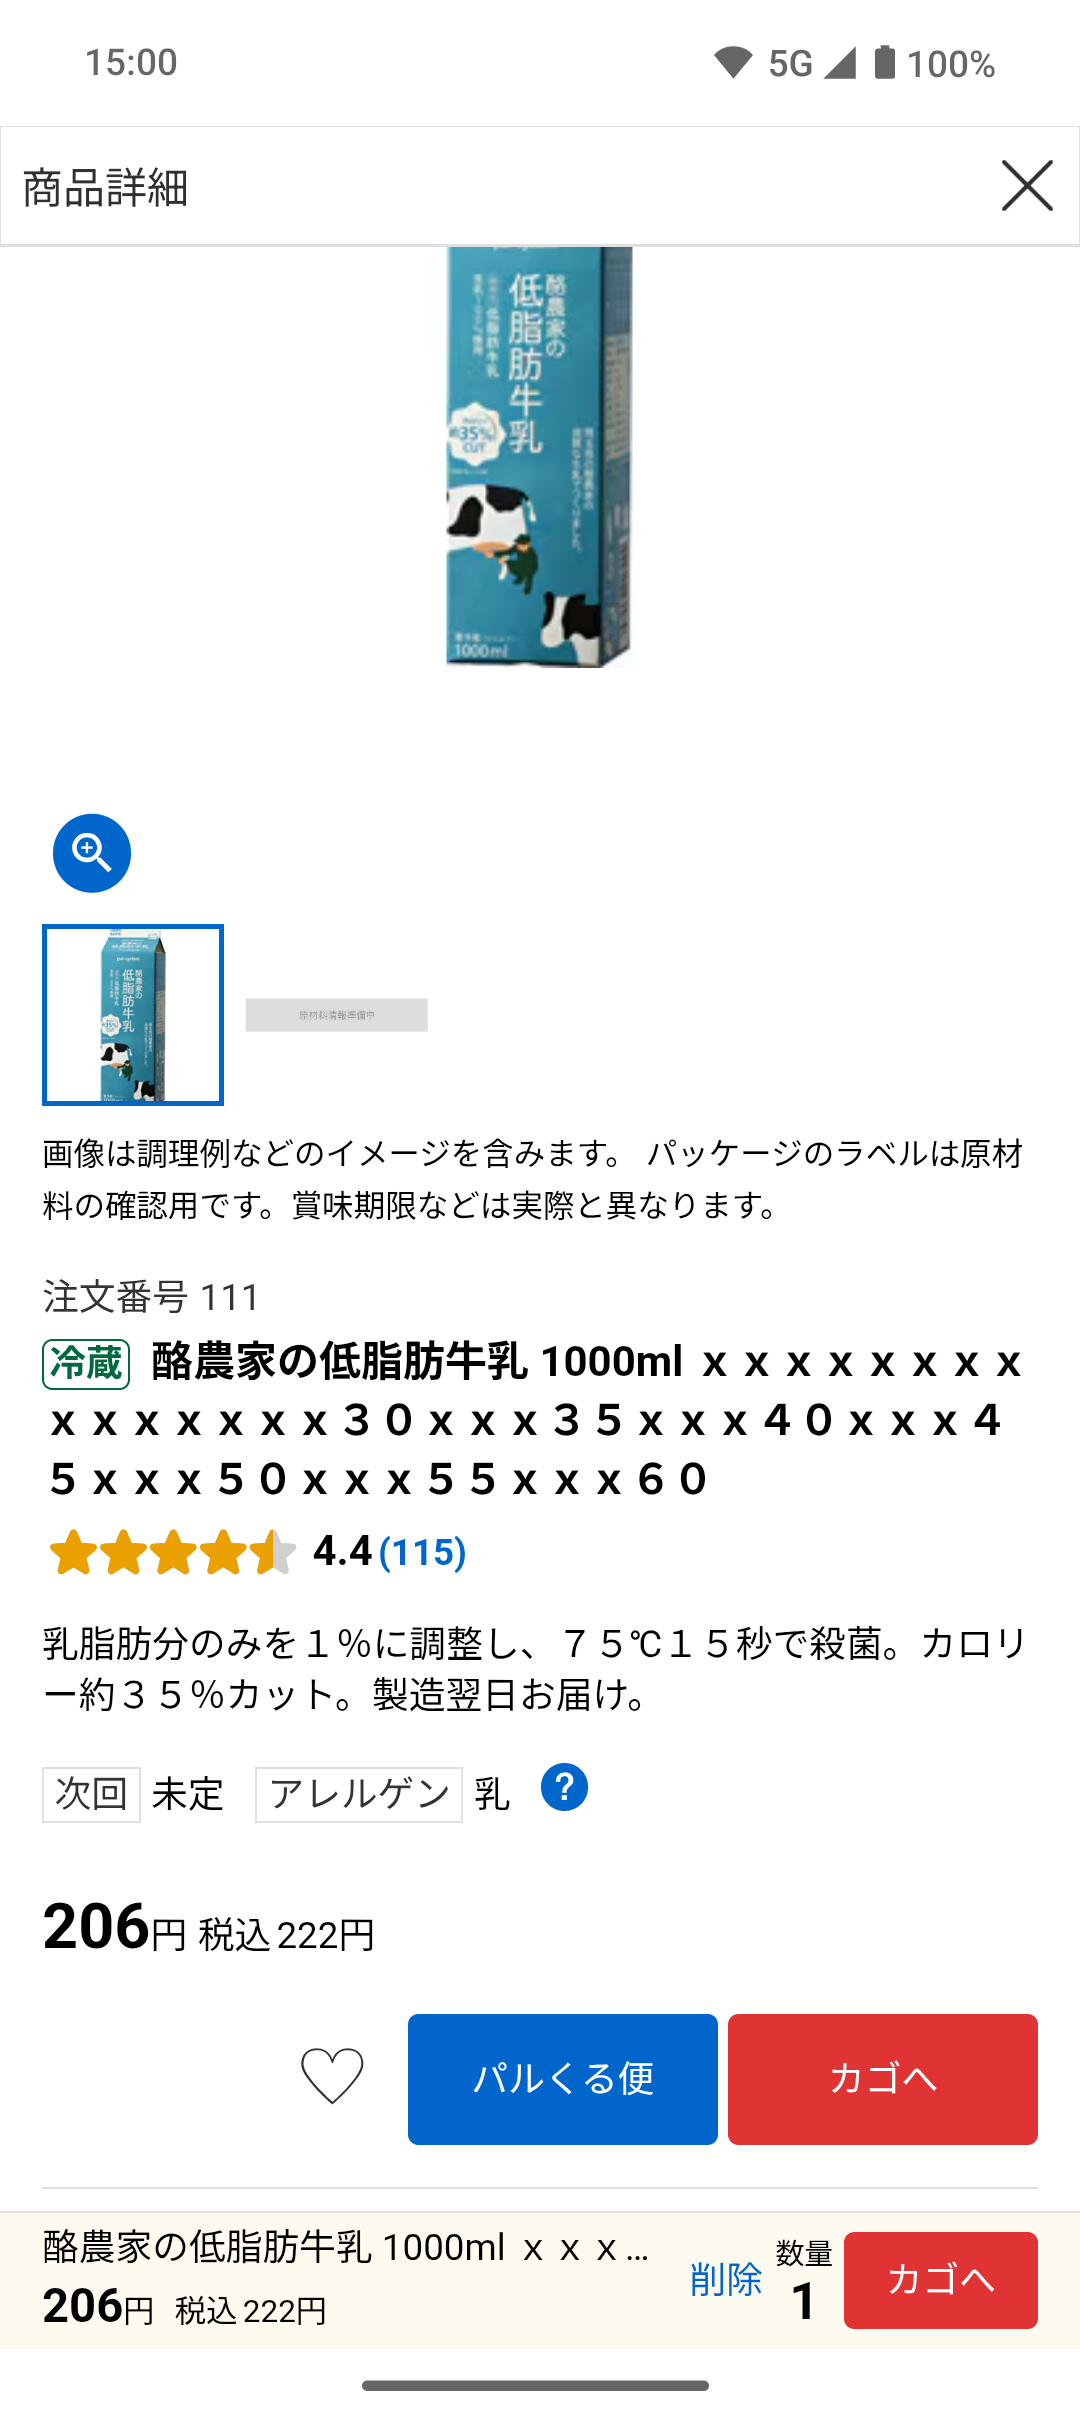 15:00
5G 100%
商品詳細
酪農家の
低脂肪牛乳
35%
CUT
1000ml
低脂肪牛乳
原材料情報準備中
画像は調理例などのイメージを含みます。 パッケージのラベルは原材
料の確認用です。賞味期限などは実際と異なります。
注文番号 111
冷蔵 酪農家の低脂肪牛乳 1000ml ｘｘｘｘｘｘｘｘ
ｘｘｘｘｘｘｘ３０ｘｘｘ３５ｘｘｘ４０ｘｘｘ４
５ｘｘｘ５０ｘｘｘ５５ｘｘｘ６０
4.4 (115)
乳脂肪分のみを１％に調整し、７５℃１５秒で殺菌。カロリ
ー約３５％カット。製造翌日お届け。
次回 未定 アレルゲン 乳 ?
206円 税込 222円
パルくる便 カゴへ
酪農家の低脂肪牛乳 1000ml ｘｘｘ...
206円 税込 222円
削除
数量
1
カゴへ